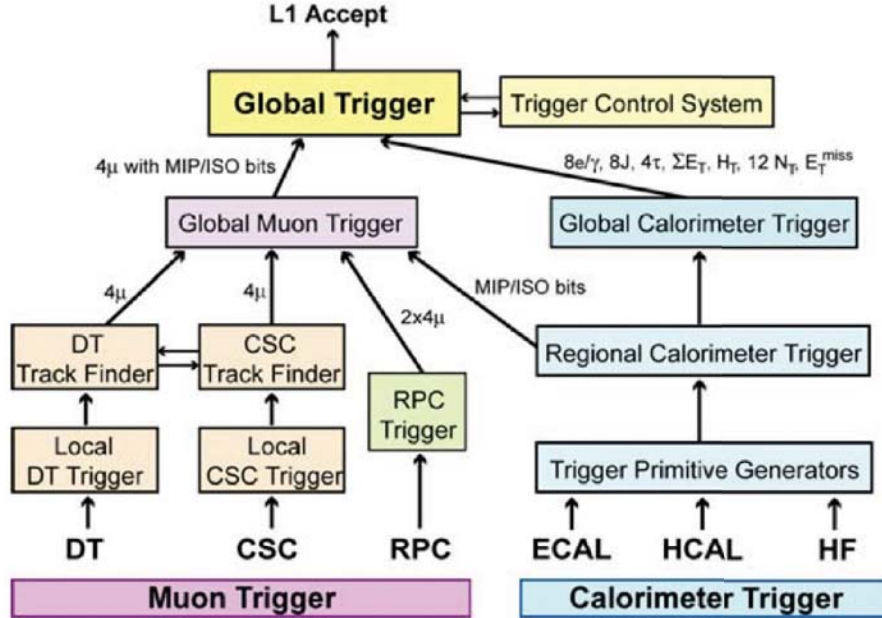 L1 Accept
Global Trigger
Trigger Control System
4μ with MIP/ISO bits
8e/γ, 8J, 4τ, ΣE_T, H_T, 12 N_T, E_T^miss
Global Muon Trigger
Global Calorimeter Trigger
4μ
4μ
2x4μ
MIP/ISO bits
DT
Track Finder
CSC
Track Finder
RPC
Trigger
Regional Calorimeter Trigger
Local
DT Trigger
Local
CSC Trigger
Trigger Primitive Generators
DT
CSC
RPC
ECAL
HCAL
HF
Muon Trigger
Calorimeter Trigger